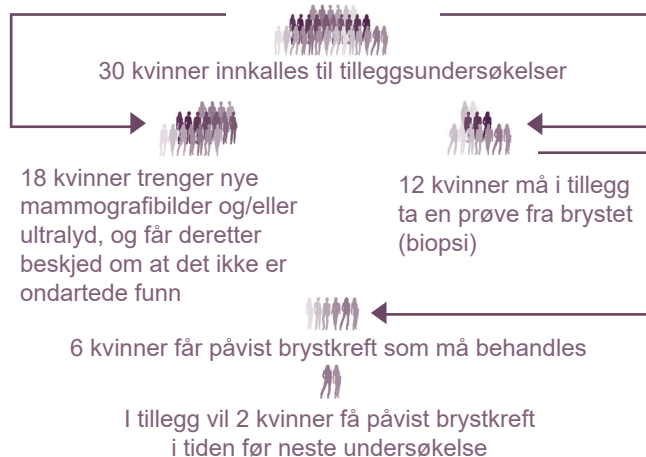 30 kvinner innkalles til tilleggsundersøkelser
18 kvinner trenger nye
mammografibilder og/eller
ultralyd, og får deretter
beskjed om at det ikke er
ondartede funn
12 kvinner må i tillegg
ta en prøve fra brystet
(biopsi)
6 kvinner får påvist brystkreft som må behandles
I tillegg vil 2 kvinner få påvist brystkreft
i tiden før neste undersøkelse